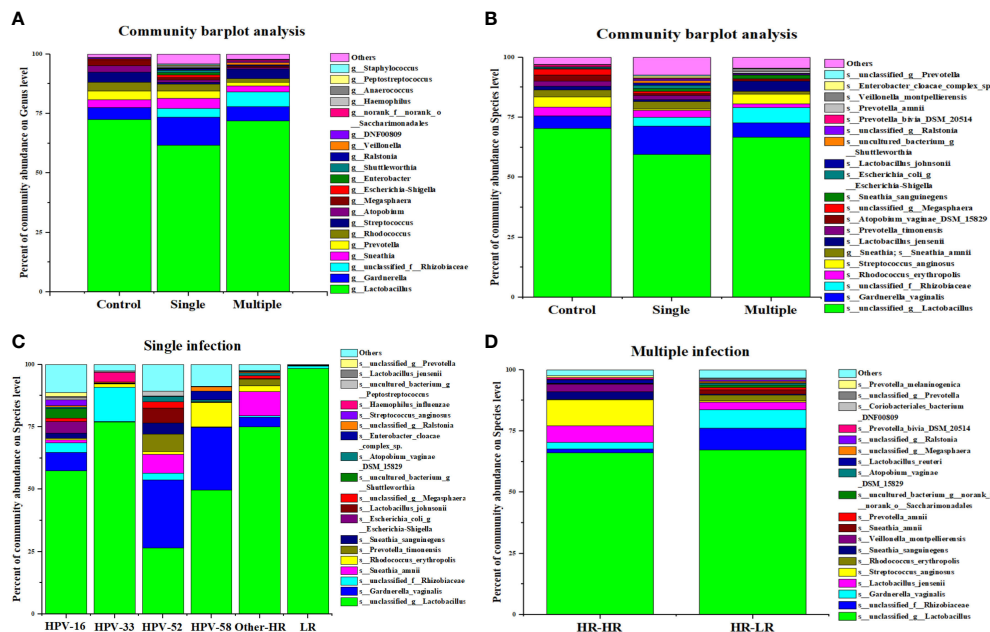 A
Community barplot analysis
Percent of community abundance on Genus level
100
75
50
25
0
Control
Single
Multiple
Others
g__Staphylococcus
g__Peptostreptococcus
g__Anaerococcus
g__Haemophilus
g__norank_f__norank_o
__Saccharimonadales
g__DNF00809
g__Veillonella
g__Ralstonia
g__Shuttleworthia
g__Enterobacter
g__Escherichia-Shigella
g__Megasphaera
g__Atopobium
g__Streptococcus
g__Rhodococcus
g__Prevotella
g__Sneathia
g__unclassified_f__Rhizobiaceae
g__Gardnerella
g__Lactobacillus
B
Community barplot analysis
Percent of community abundance on Species level
100
75
50
25
0
Control
Single
Multiple
Others
s__unclassified_g__Prevotella
s__Enterobacter_cloacae_complex_sp
s__Veillonella_montpellierensis
s__Prevotella_amnii
s__Prevotella_bivia_DSM_20514
s__unclassified_g__Ralstonia
s__uncultured_bacterium_g
__Shuttleworthia
s__Lactobacillus_johnsonii
s__Escherichia_coli_g
__Escherichia-Shigella
s__Sneathia_sanguinegens
s__unclassified_g__Megasphaera
s__Atopobium_vaginae_DSM_15829
s__Prevotella_timonensis
s__Lactobacillus_jensenii
g__Sneathia; s__Sneathia_amnii
s__Streptococcus_anginosus
s__Rhodococcus_erythropolis
s__unclassified_f__Rhizobiaceae
s__Gardnerella_vaginalis
s__unclassified_g__Lactobacillus
C
Single infection
Percent of community abundance on Species level
100
75
50
25
0
HPV-16
HPV-33
HPV-52
HPV-58
Other-HR
LR
Others
s__unclassified_g__Prevotella
s__Lactobacillus_jensenii
s__uncultured_bacterium_g
__Peptostreptococcus
s__Haemophilus_influenzae
s__Streptococcus_anginosus
s__unclassified_g__Ralstonia
s__Enterobacter_cloacae
_complex_sp.
s__Atopobium_vaginae
_DSM_15829
s__uncultured_bacterium_g
__Shuttleworthia
s__unclassified_g__Megasphaera
s__Lactobacillus_johnsonii
s__Escherichia_coli_g
__Escherichia-Shigella
s__Sneathia_sanguinegens
s__Prevotella_timonensis
s__Rhodococcus_erythropolis
s__Sneathia_amnii
s__unclassified_f__Rhizobiaceae
s__Gardnerella_vaginalis
s__unclassified_g__Lactobacillus
D
Multiple infection
Percent of community abundance on Species level
100
75
50
25
0
HR-HR
HR-LR
Others
s__Prevotella_melaninogenica
s__unclassified_g__Prevotella
s__Coriobacteriales_bacterium
_DNF00809
s__Prevotella_bivia_DSM_20514
s__unclassified_g__Ralstonia
s__unclassified_g__Megasphaera
s__Lactobacillus_reuteri
s__Atopobium_vaginae
_DSM_15829
s__uncultured_bacterium_g__norank_
_norank_o__Saccharimonadales
s__Prevotella_amnii
s__Sneathia_amnii
s__Veillonella_montpellierensis
s__Sneathia_sanguinegens
s__Rhodococcus_erythropolis
s__Streptococcus_anginosus
s__Lactobacillus_jensenii
s__Gardnerella_vaginalis
s__unclassified_f__Rhizobiaceae
s__unclassified_g__Lactobacillus